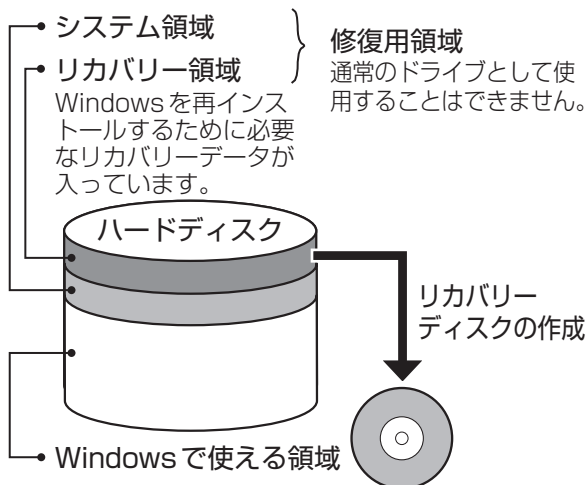 システム領域
リカバリー領域
Windowsを再インス
トールするために必要
なリカバリーデータが
入っています。
修復用領域
通常のドライブとして使
用することはできません。
ハードディスク
リカバリー
ディスクの作成
Windowsで使える領域